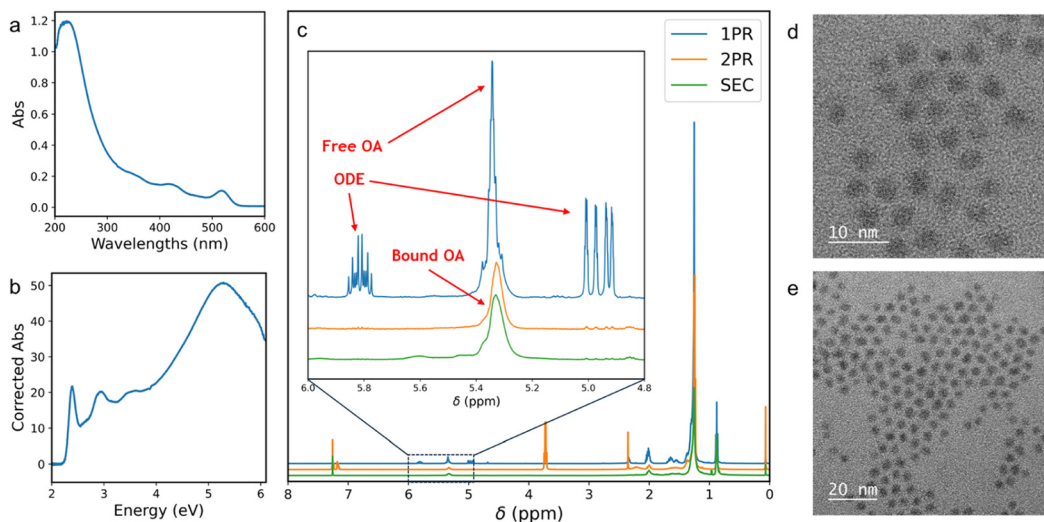 a
Abs
1.2
1.0
0.8
0.6
0.4
0.2
0.0
200 300 400 500 600
Wavelengths (nm)
b
Corrected Abs
50
40
30
20
10
0
2 3 4 5 6
Energy (eV)
c
1PR
2PR
SEC
Free OA
ODE
Bound OA
6.0 5.8 5.6 5.4 5.2 5.0 4.8
δ (ppm)
8 7 6 5 4 3 2 1 0
δ (ppm)
d
10 nm
e
20 nm